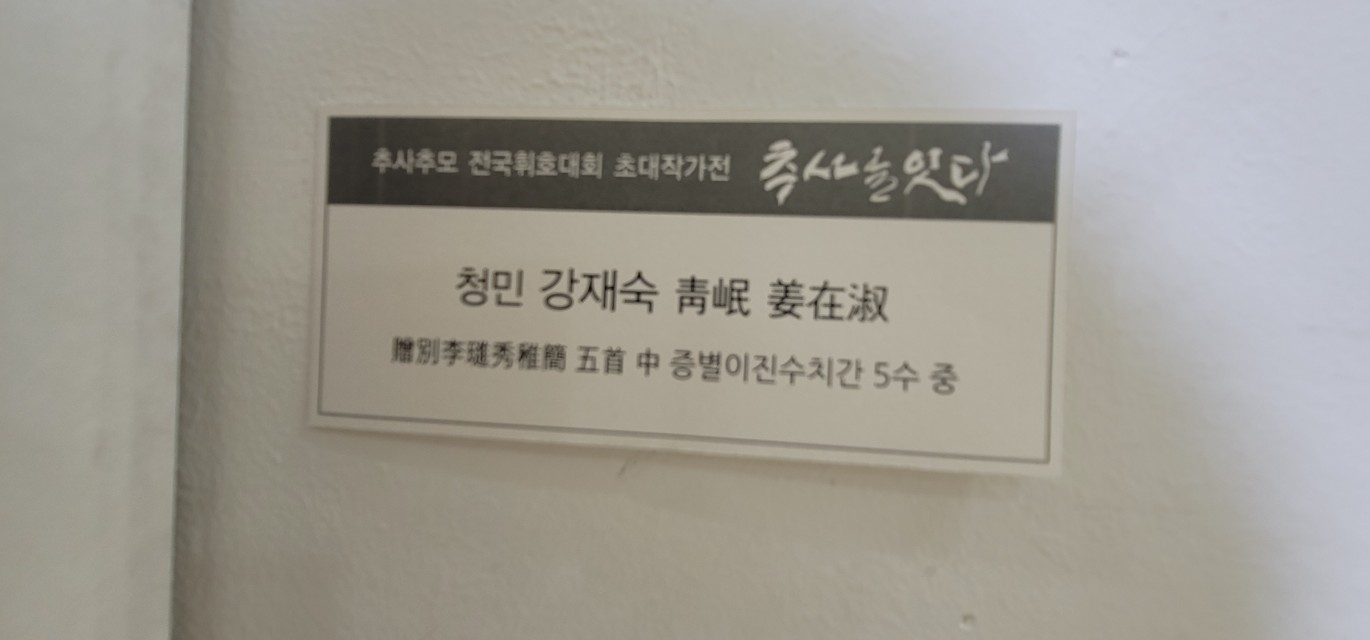 추사추모 전국휘호대회 초대작가전 추사를잇다
청민 강재숙 靑岷 姜在淑
贈別李璡秀稚簡 五首 中 증별이진수치간 5수 중